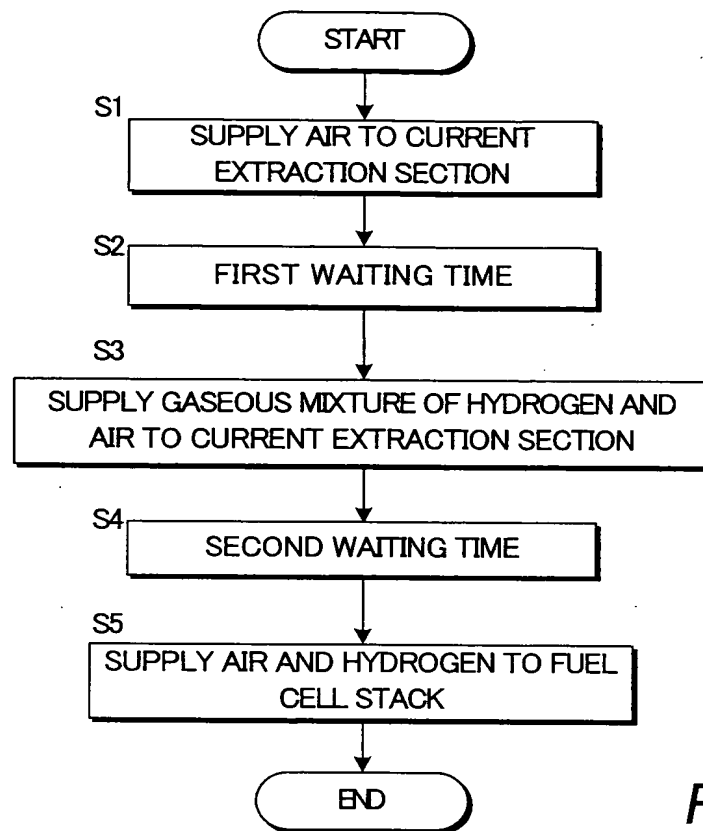 START
S1
SUPPLY AIR TO CURRENT
EXTRACTION SECTION
S2
FIRST WAITING TIME
S3
SUPPLY GASEOUS MIXTURE OF HYDROGEN AND
AIR TO CURRENT EXTRACTION SECTION
S4
SECOND WAITING TIME
S5
SUPPLY AIR AND HYDROGEN TO FUEL
CELL STACK
END
F